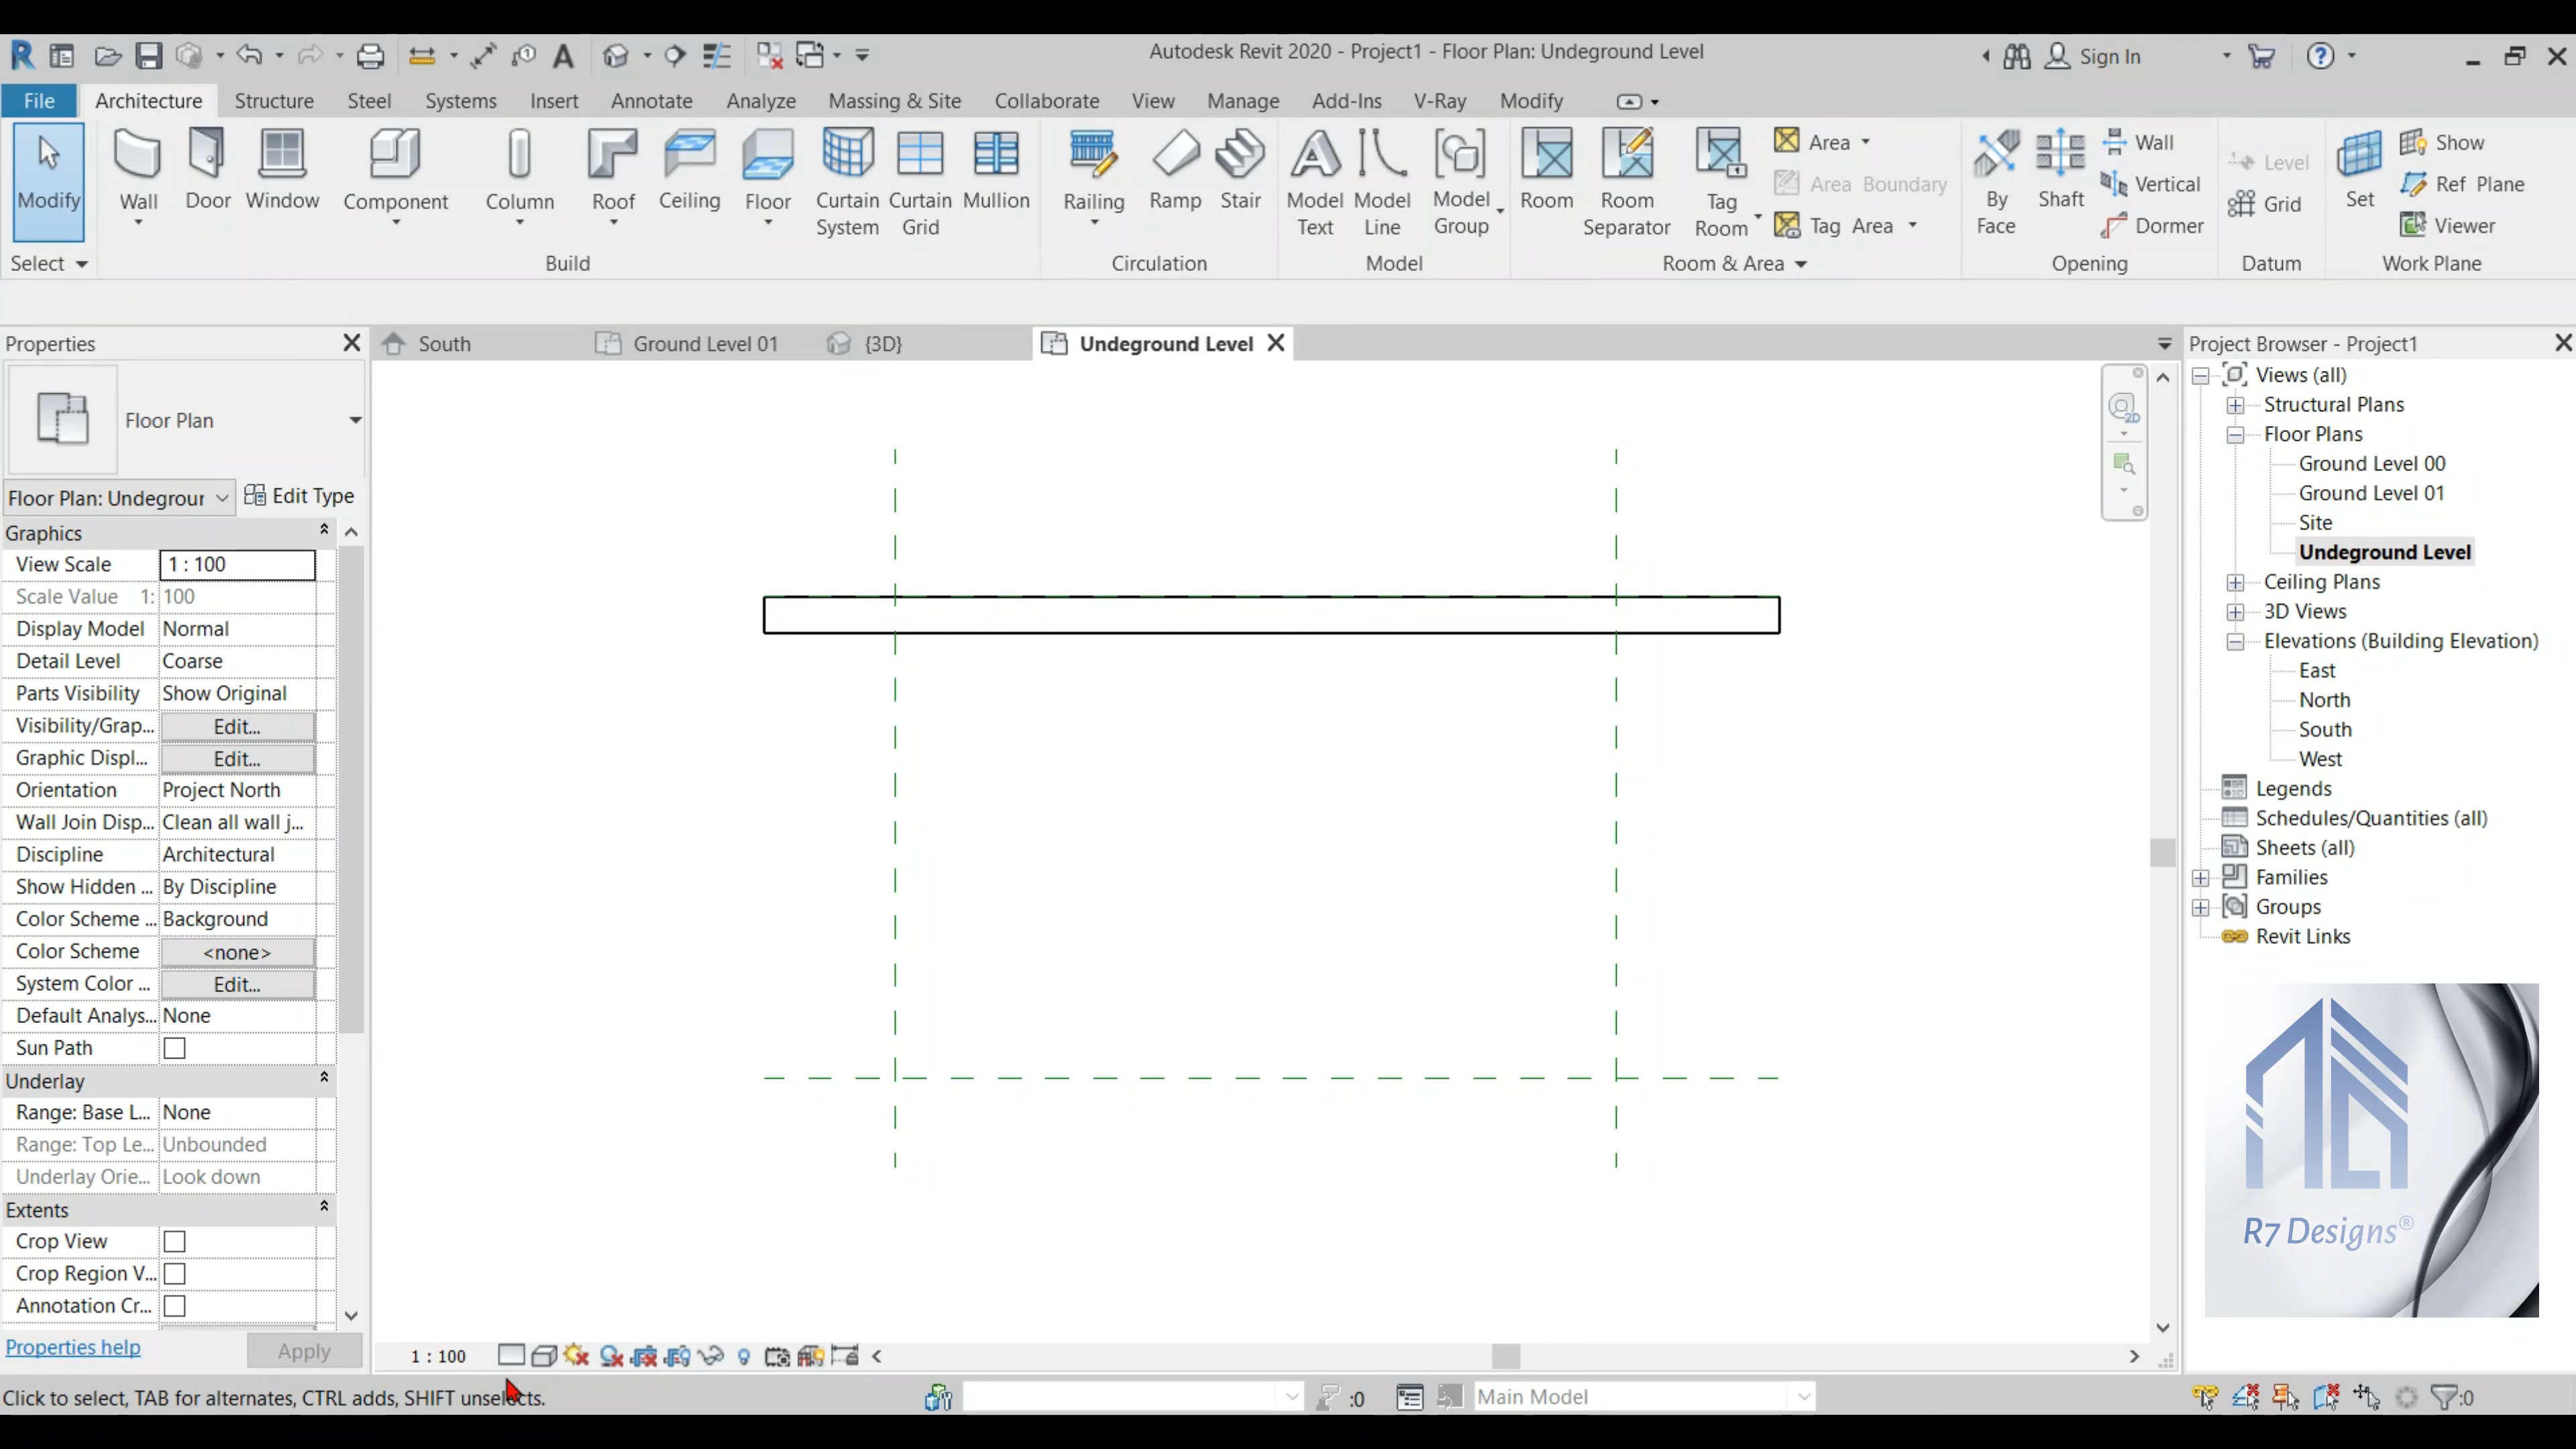 Autodesk Revit 2020 - Project1 - Floor Plan: Undeground Level
Sign In
File Architecture Structure Steel Systems Insert Annotate Analyze Massing & Site Collaborate View Manage Add-Ins V-Ray Modify
Modify
Wall
Door
Window
Component
Column
Roof
Ceiling
Floor
Curtain System
Curtain Grid
Mullion
Railing
Ramp
Stair
Model Text
Model Line
Model Group
Room
Room Separator
Tag Room
Area
Area Boundary
Tag Area
By Face
Shaft
Wall
Vertical
Dormer
Level
Grid
Set
Show
Ref Plane
Viewer
Select
Build
Circulation
Model
Room & Area
Opening
Datum
Work Plane
Properties
Floor Plan
Floor Plan: Undegrour
Edit Type
Graphics
View Scale 1 : 100
Scale Value 1: 100
Display Model Normal
Detail Level Coarse
Parts Visibility Show Original
Visibility/Grap... Edit...
Graphic Displ... Edit...
Orientation Project North
Wall Join Disp... Clean all wall j...
Discipline Architectural
Show Hidden ... By Discipline
Color Scheme ... Background
Color Scheme <none>
System Color ... Edit...
Default Analys... None
Sun Path
Underlay
Range: Base L... None
Range: Top Le... Unbounded
Underlay Orie... Look down
Extents
Crop View
Crop Region V...
Annotation Cr...
Properties help
Apply
South
Ground Level 01
{3D}
Undeground Level
2D
Project Browser - Project1
Views (all)
Structural Plans
Floor Plans
Ground Level 00
Ground Level 01
Site
Undeground Level
Ceiling Plans
3D Views
Elevations (Building Elevation)
East
North
South
West
Legends
Schedules/Quantities (all)
Sheets (all)
Families
Groups
Revit Links
R7 Designs®
1 : 100
Click to select, TAB for alternates, CTRL adds, SHIFT unselects.
:0
Main Model
:0